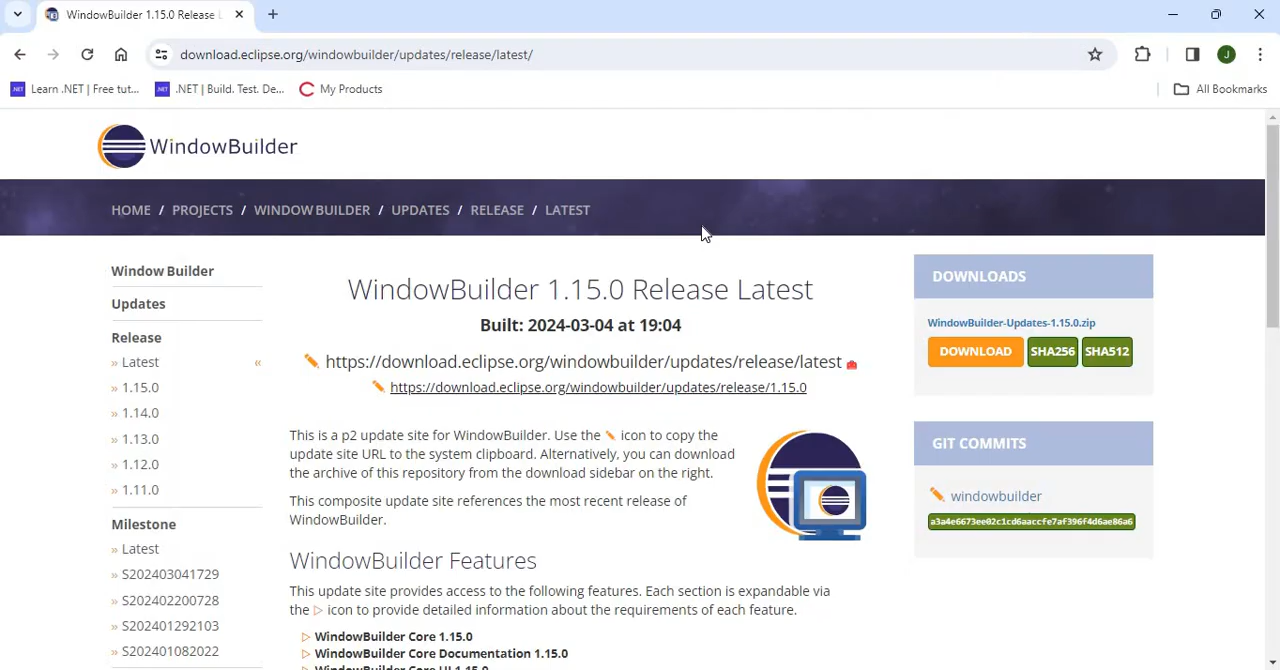 WindowBuilder 1.15.0 Release L
download.eclipse.org/windowbuilder/updates/release/latest/
J
Learn .NET | Free tut...
.NET | Build. Test. De...
My Products
All Bookmarks
WindowBuilder
HOME / PROJECTS / WINDOW BUILDER / UPDATES / RELEASE / LATEST
Window Builder
Updates
Release
» Latest «
» 1.15.0
» 1.14.0
» 1.13.0
» 1.12.0
» 1.11.0
Milestone
» Latest
» S202403041729
» S202402200728
» S202401292103
» S202401082022
WindowBuilder 1.15.0 Release Latest
Built: 2024-03-04 at 19:04
https://download.eclipse.org/windowbuilder/updates/release/latest
https://download.eclipse.org/windowbuilder/updates/release/1.15.0
This is a p2 update site for WindowBuilder. Use the icon to copy the
update site URL to the system clipboard. Alternatively, you can download
the archive of this repository from the download sidebar on the right.
This composite update site references the most recent release of
WindowBuilder.
WindowBuilder Features
This update site provides access to the following features. Each section is expandable via
the ▷ icon to provide detailed information about the requirements of each feature.
▷ WindowBuilder Core 1.15.0
▷ WindowBuilder Core Documentation 1.15.0
▷ WindowBuilder Core UI 1.15.0
DOWNLOADS
WindowBuilder-Updates-1.15.0.zip
DOWNLOAD SHA256 SHA512
GIT COMMITS
windowbuilder
a3a4e6673ee02c1cd6aaccfe7af396f4d6ae86a6